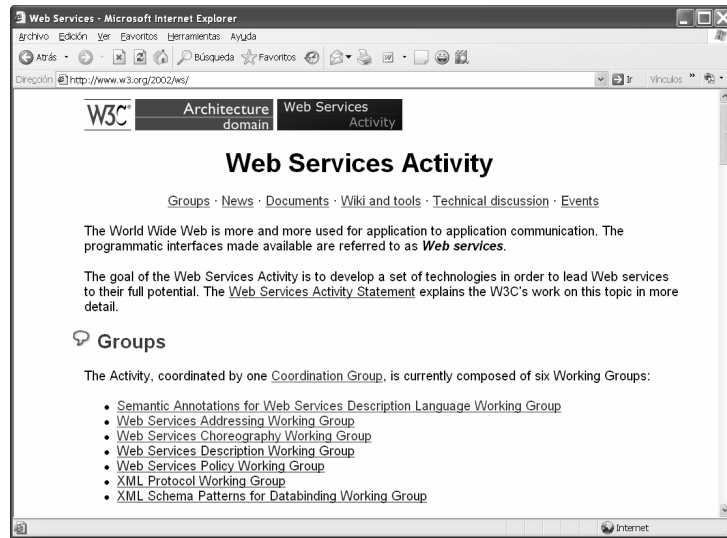 Web Services - Microsoft Internet Explorer
Archivo Edición Ver Favoritos Herramientas Ayuda
Atrás Búsqueda Favoritos
Dirección http://www.w3.org/2002/ws/ Ir Vínculos »
W3C® Architecture domain Web Services Activity
Web Services Activity
Groups · News · Documents · Wiki and tools · Technical discussion · Events
The World Wide Web is more and more used for application to application communication. The
programmatic interfaces made available are referred to as Web services.
The goal of the Web Services Activity is to develop a set of technologies in order to lead Web services
to their full potential. The Web Services Activity Statement explains the W3C's work on this topic in more
detail.
Groups
The Activity, coordinated by one Coordination Group, is currently composed of six Working Groups:
• Semantic Annotations for Web Services Description Language Working Group
• Web Services Addressing Working Group
• Web Services Choreography Working Group
• Web Services Description Working Group
• Web Services Policy Working Group
• XML Protocol Working Group
• XML Schema Patterns for Databinding Working Group
Internet